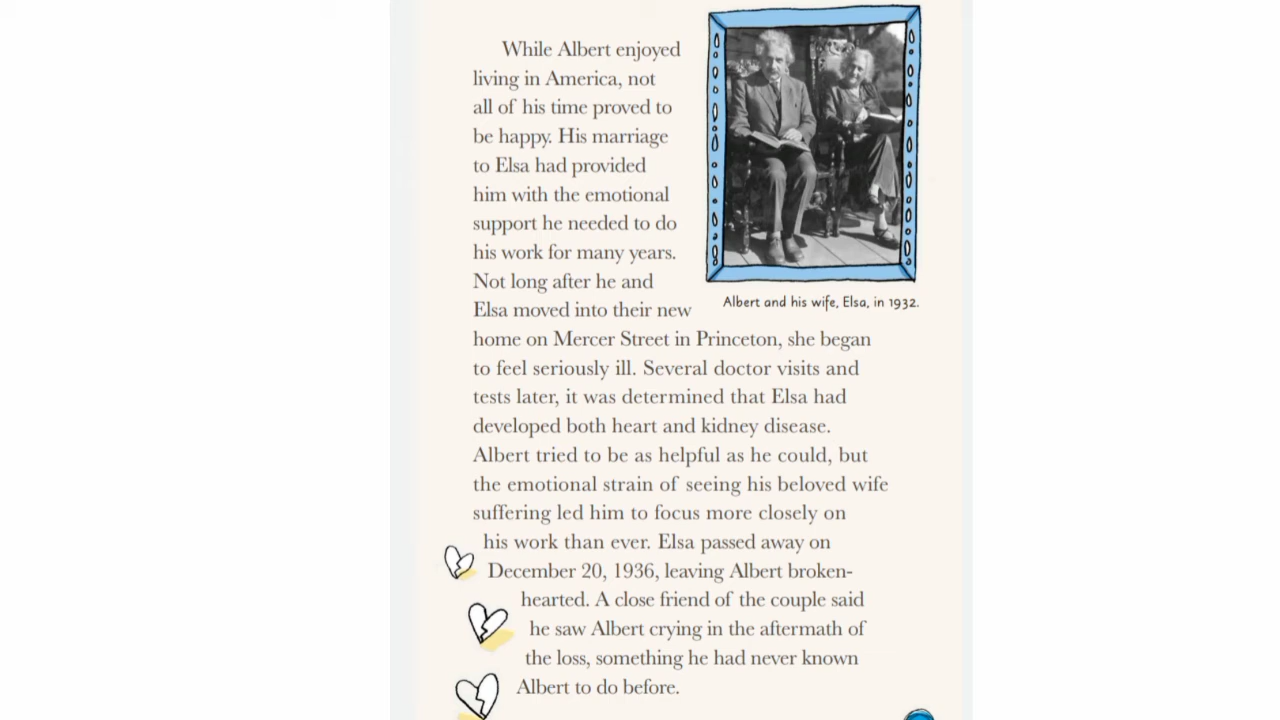 While Albert enjoyed
living in America, not
all of his time proved to
be happy. His marriage
to Elsa had provided
him with the emotional
support he needed to do
his work for many years.
Not long after he and
Elsa moved into their new
home on Mercer Street in Princeton, she began
to feel seriously ill. Several doctor visits and
tests later, it was determined that Elsa had
developed both heart and kidney disease.
Albert tried to be as helpful as he could, but
the emotional strain of seeing his beloved wife
suffering led him to focus more closely on
his work than ever. Elsa passed away on
December 20, 1936, leaving Albert broken-
hearted. A close friend of the couple said
he saw Albert crying in the aftermath of
the loss, something he had never known
Albert to do before.
Albert and his wife, Elsa, in 1932.